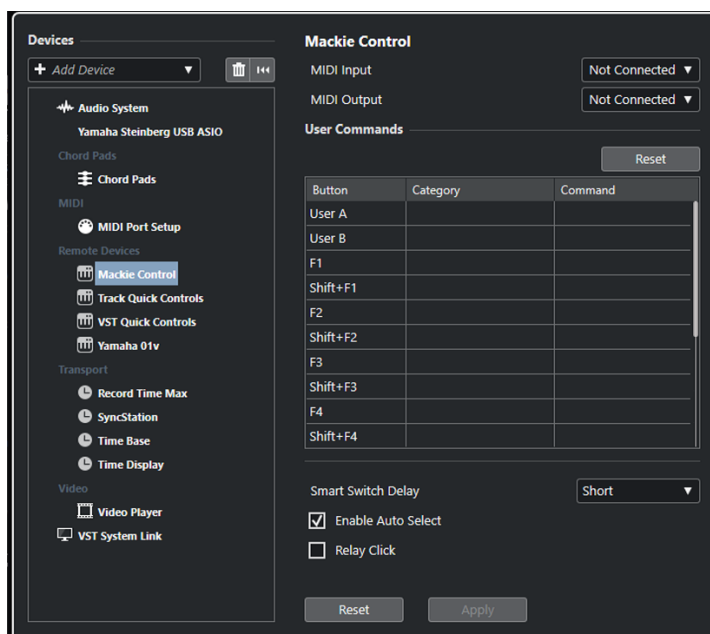 Devices
+ Add Device
Audio System
Yamaha Steinberg USB ASIO
Chord Pads
Chord Pads
MIDI
MIDI Port Setup
Remote Devices
Mackie Control
Track Quick Controls
VST Quick Controls
Yamaha 01v
Transport
Record Time Max
SyncStation
Time Base
Time Display
Video
Video Player
VST System Link
Mackie Control
MIDI Input Not Connected
MIDI Output Not Connected
User Commands
Reset
Button Category Command
User A
User B
F1
Shift+F1
F2
Shift+F2
F3
Shift+F3
F4
Shift+F4
Smart Switch Delay Short
Enable Auto Select
Relay Click
Reset Apply